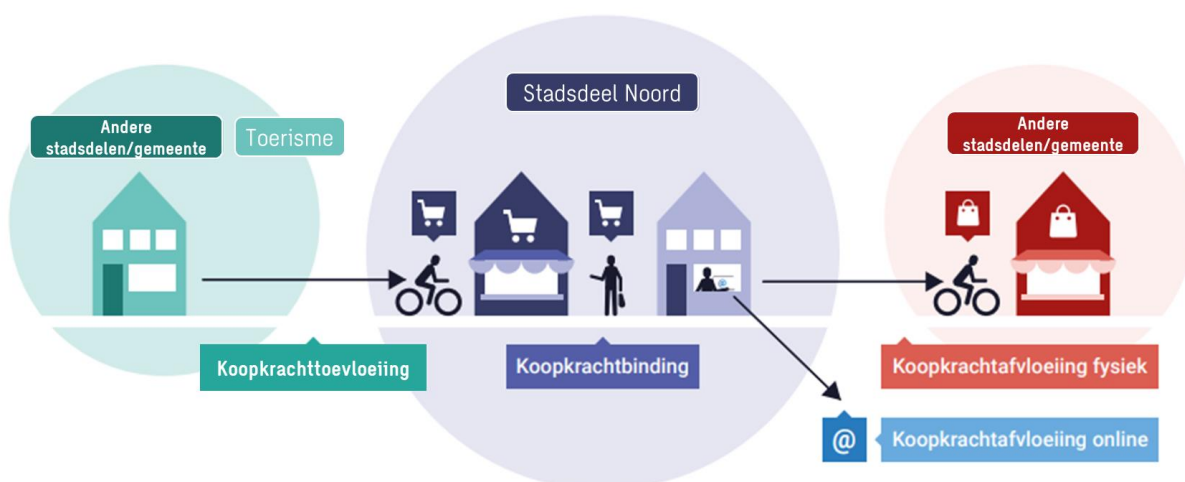 Stadsdeel Noord
Andere
stadsdelen/gemeente
Toerisme
Andere
stadsdelen/gemeente
Koopkrachttoevloeiing
Koopkrachtbinding
Koopkrachtafvloeiing fysiek
@ Koopkrachtafvloeiing online